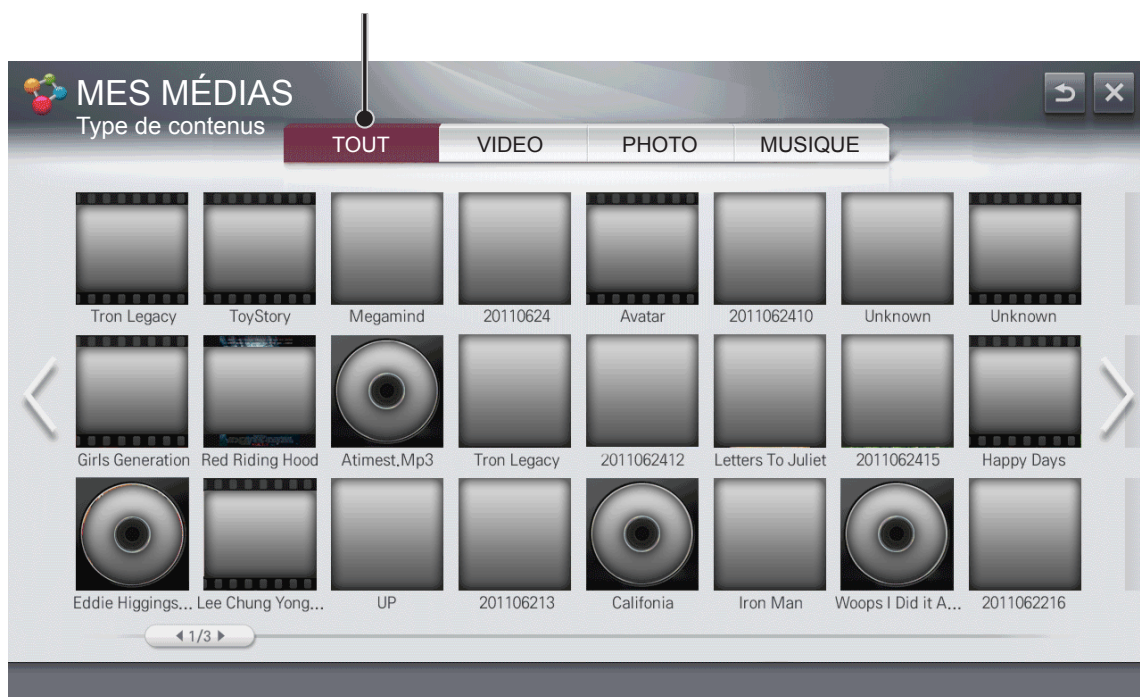 MES MÉDIAS
Type de contenus
TOUT VIDEO PHOTO MUSIQUE
Tron Legacy ToyStory Megamind 20110624 Avatar 2011062410 Unknown Unknown
Girls Generation Red Riding Hood Atimest.Mp3 Tron Legacy 2011062412 Letters To Juliet 2011062415 Happy Days
Eddie Higgings... Lee Chung Yong... UP 201106213 Califonia Iron Man Woops I Did it A... 2011062216
1/3